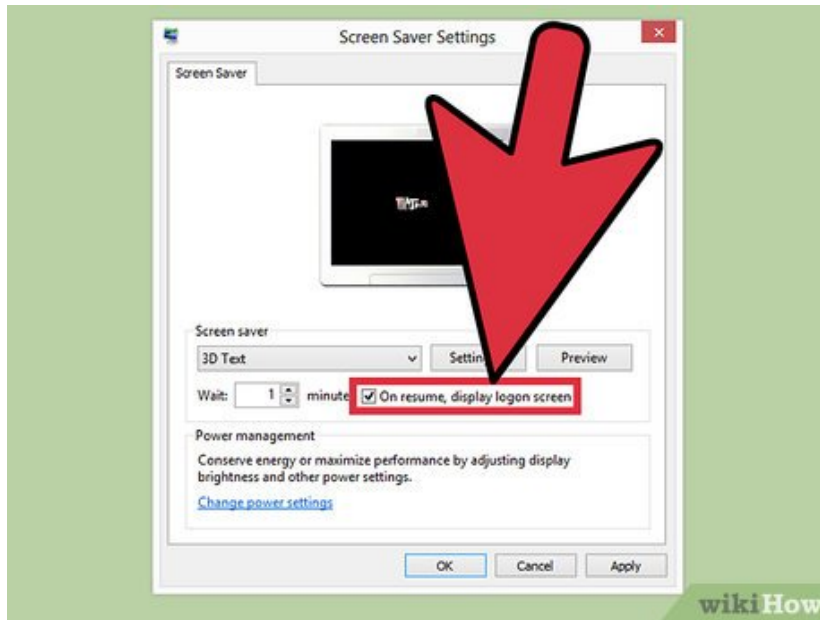 Screen Saver Settings
Screen Saver
Screen saver
3D Text
Preview
Wait: 1
On resume, display logon screen
Power management
Conserve energy or maximize performance by adjusting display
brightness and other power settings.
Change power settings
OK Cancel Apply
wikiHow